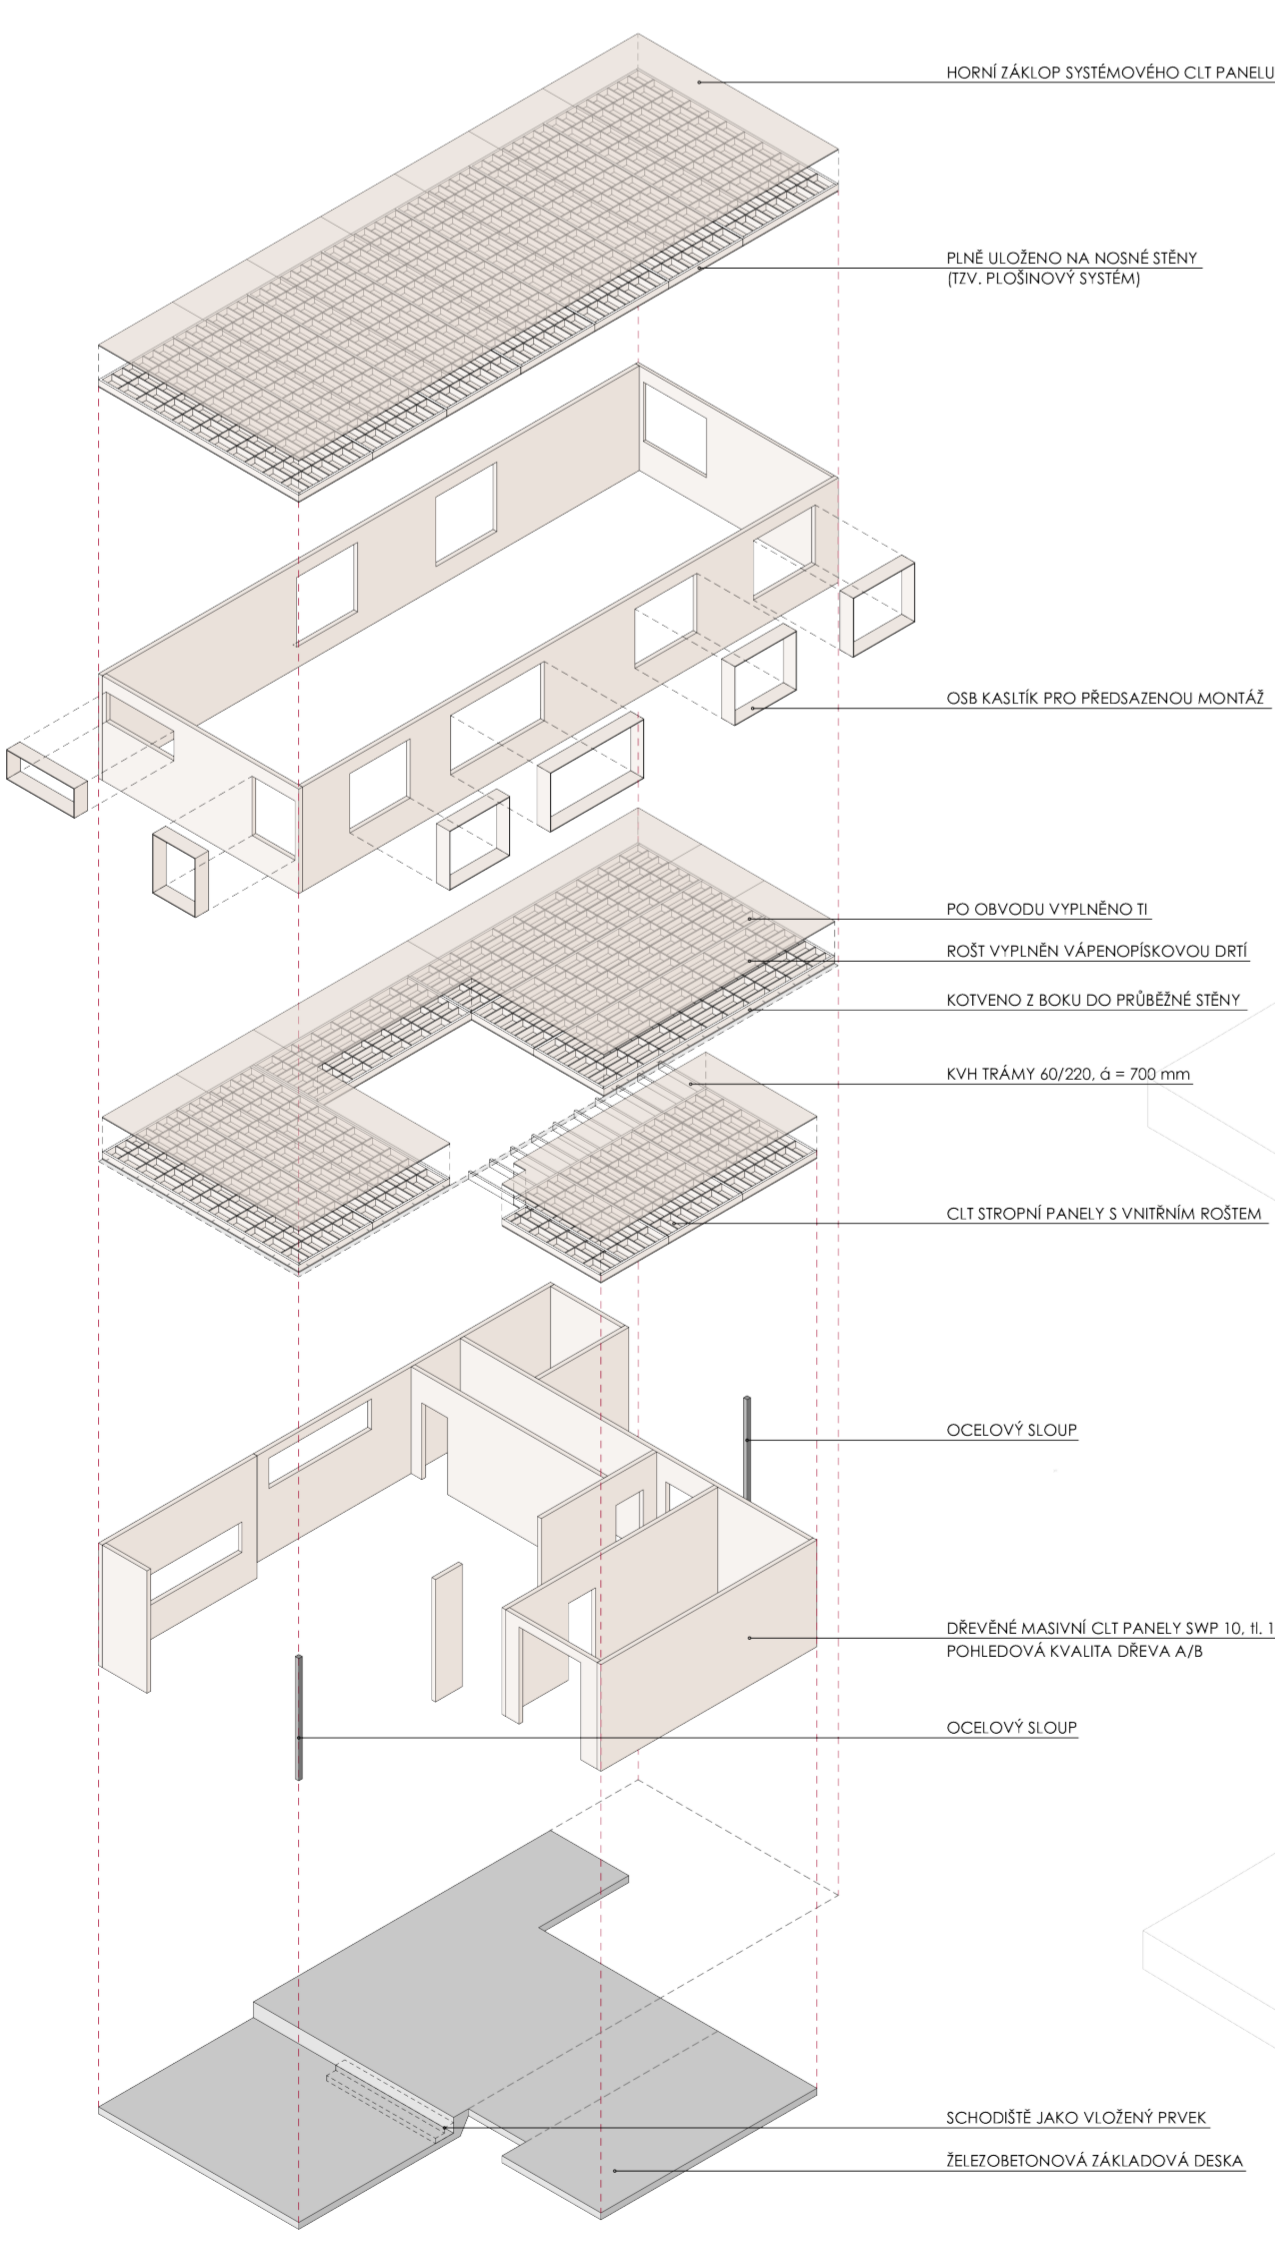 HORNÍ ZÁKLOP SYSTÉMOVÉHO CLT PANELU
PLNĚ ULOŽENO NA NOSNÉ STĚNY
(TZV. PLOŠINOVÝ SYSTÉM)
OSB KASLTÍK PRO PŘEDSAZENOU MONTÁŽ
PO OBVODU VYPLNĚNO TI
ROŠT VYPLNĚN VÁPENOPÍSKOVOU DRTÍ
KOTVENO Z BOKU DO PRŮBĚŽNÉ STĚNY
KVH TRÁMY 60/220, á = 700 mm
CLT STROPNÍ PANELY S VNITŘNÍM ROŠTEM
OCELOVÝ SLOUP
DŘEVĚNÉ MASIVNÍ CLT PANELY SWP 10, tl. 1
POHLEDOVÁ KVALITA DŘEVA A/B
OCELOVÝ SLOUP
SCHODIŠTĚ JAKO VLOŽENÝ PRVEK
ŽELEZOBETONOVÁ ZÁKLADOVÁ DESKA